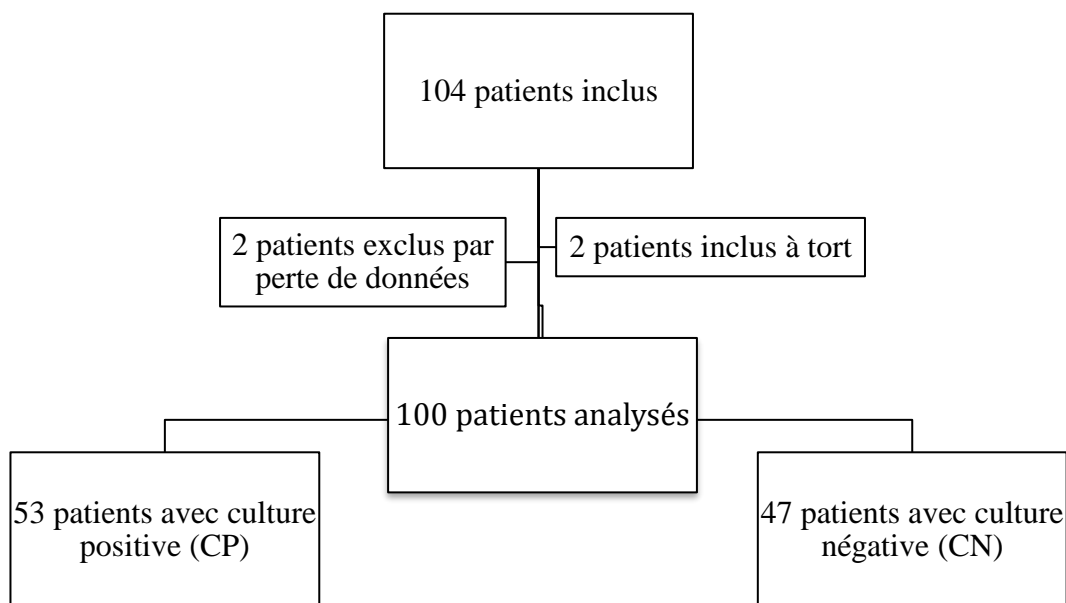 104 patients inclus
2 patients exclus par
perte de données
2 patients inclus à tort
100 patients analysés
53 patients avec culture
positive (CP)
47 patients avec culture
négative (CN)